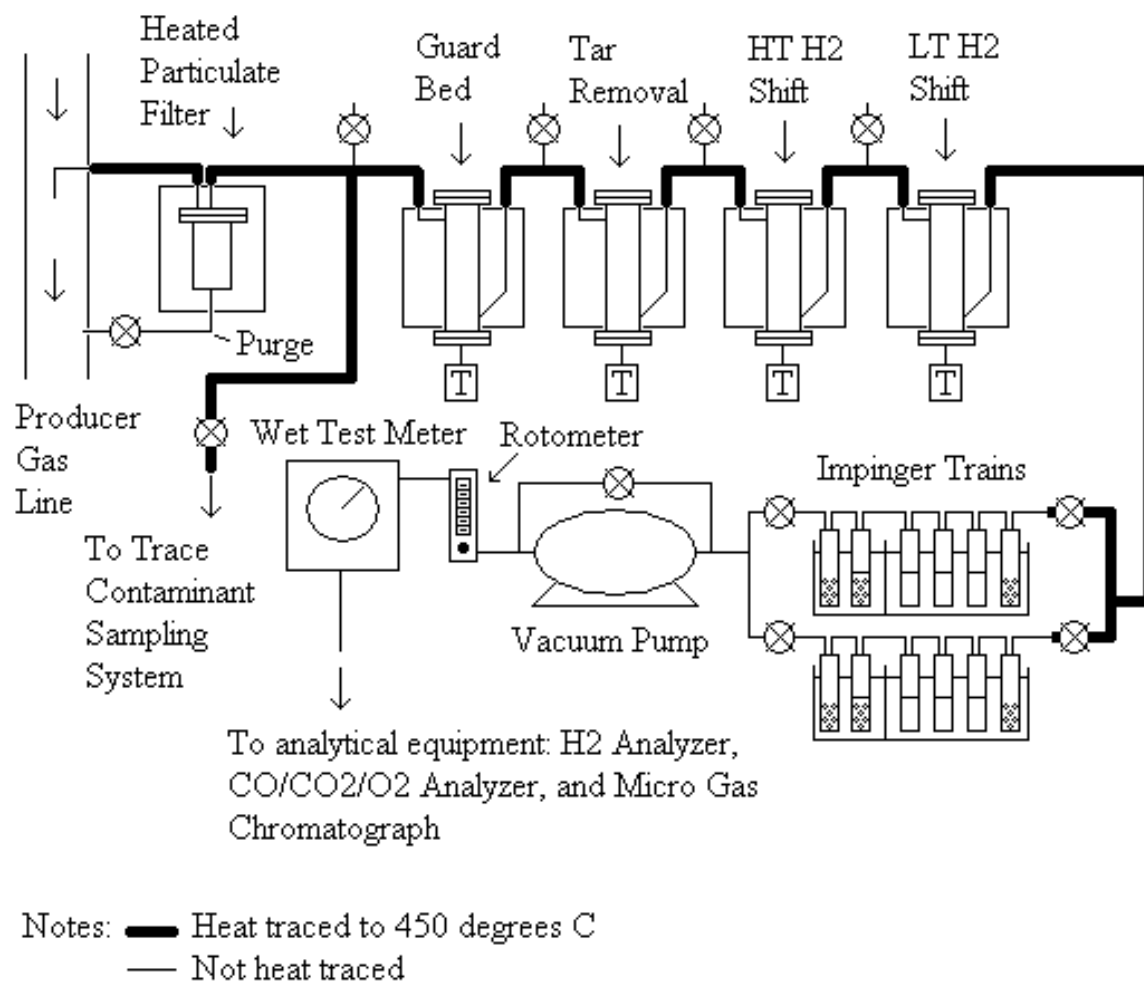 Heated
Particulate
Filter
Guard
Bed
Tar
Removal
HT H2
Shift
LT H2
Shift
Purge
T
T
T
T
Producer
Gas
Line
Wet Test Meter
Rotometer
Impinger Trains
To Trace
Contaminant
Sampling
System
Vacuum Pump
To analytical equipment: H2 Analyzer,
CO/CO2/O2 Analyzer, and Micro Gas
Chromatograph
Notes: Heat traced to 450 degrees C
Not heat traced